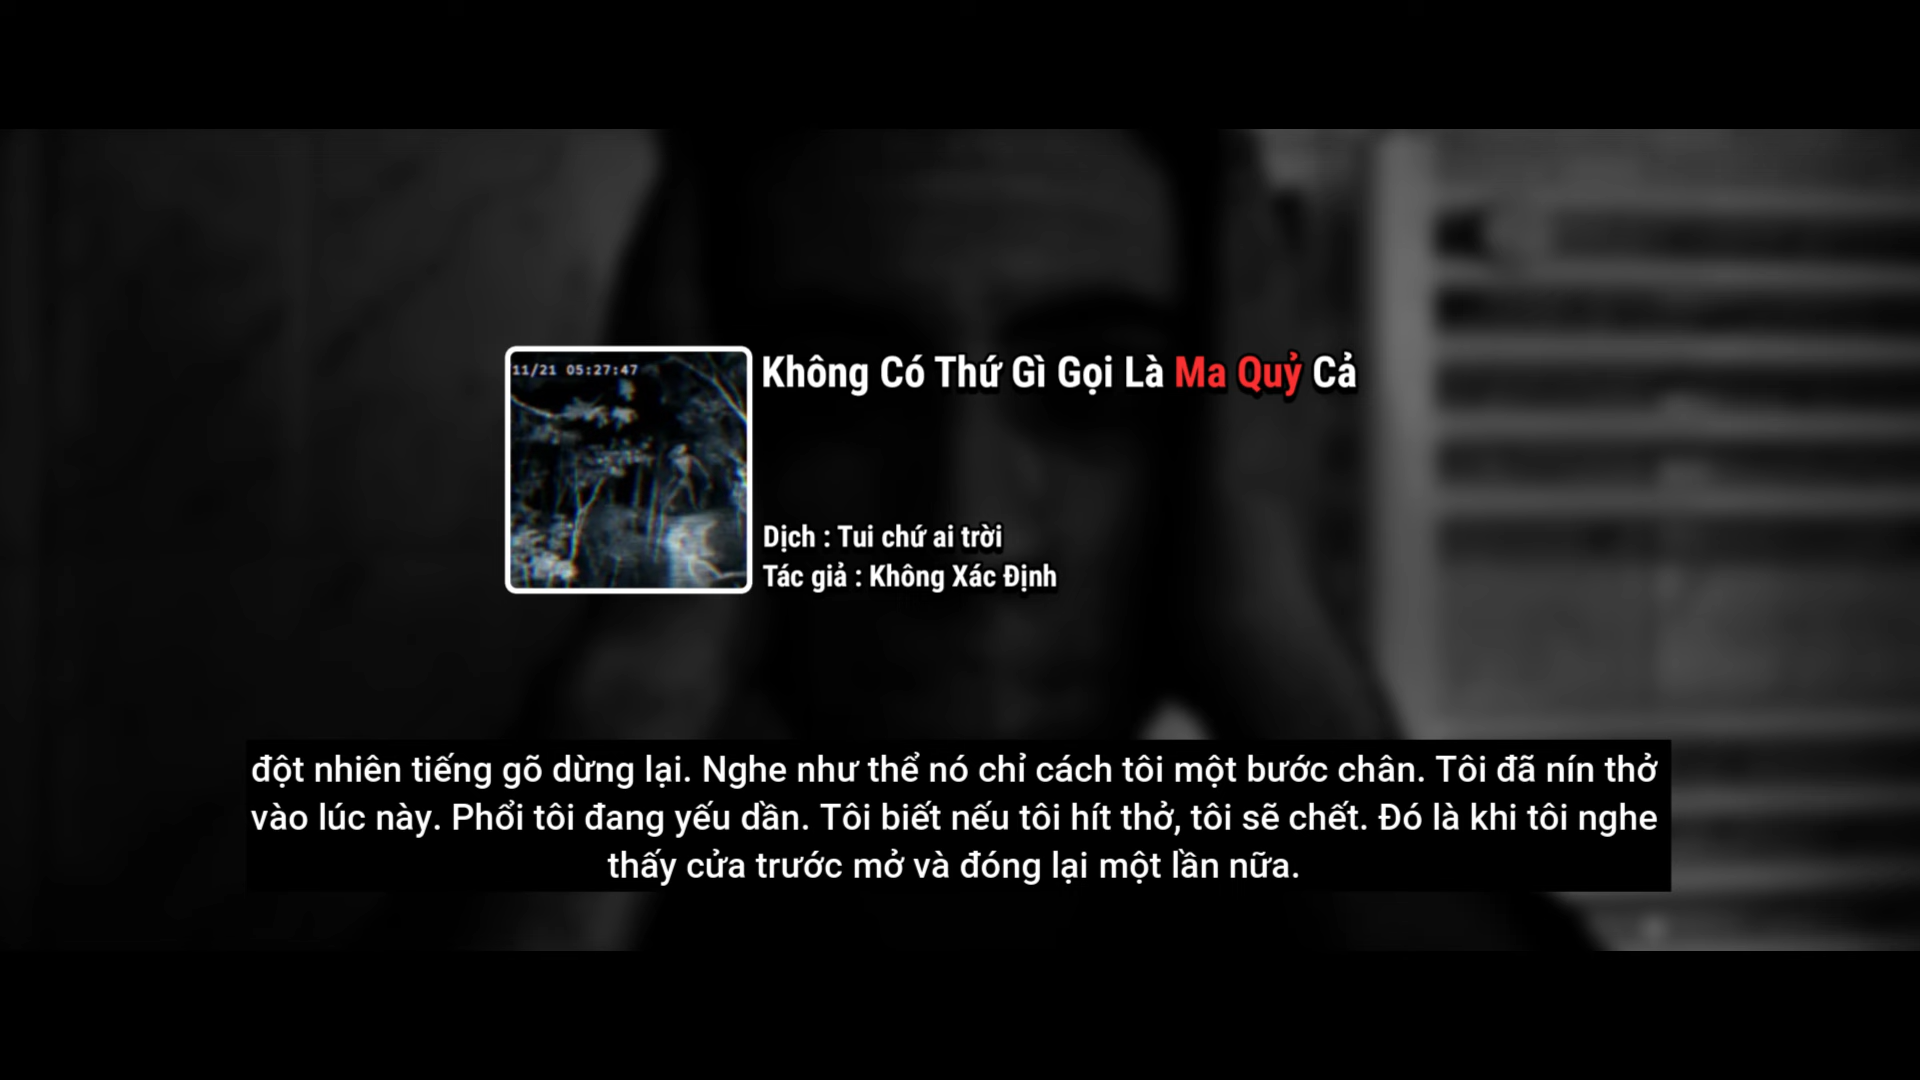 11/21 05:27:47
Không Có Thứ Gì Gọi Là Ma Quỷ Cả
Dịch : Tui chứ ai trời
Tác giả : Không Xác Định
đột nhiên tiếng gõ dừng lại. Nghe như thể nó chỉ cách tôi một bước chân. Tôi đã nín thở
vào lúc này. Phổi tôi đang yếu dần. Tôi biết nếu tôi hít thở, tôi sẽ chết. Đó là khi tôi nghe
thấy cửa trước mở và đóng lại một lần nữa.